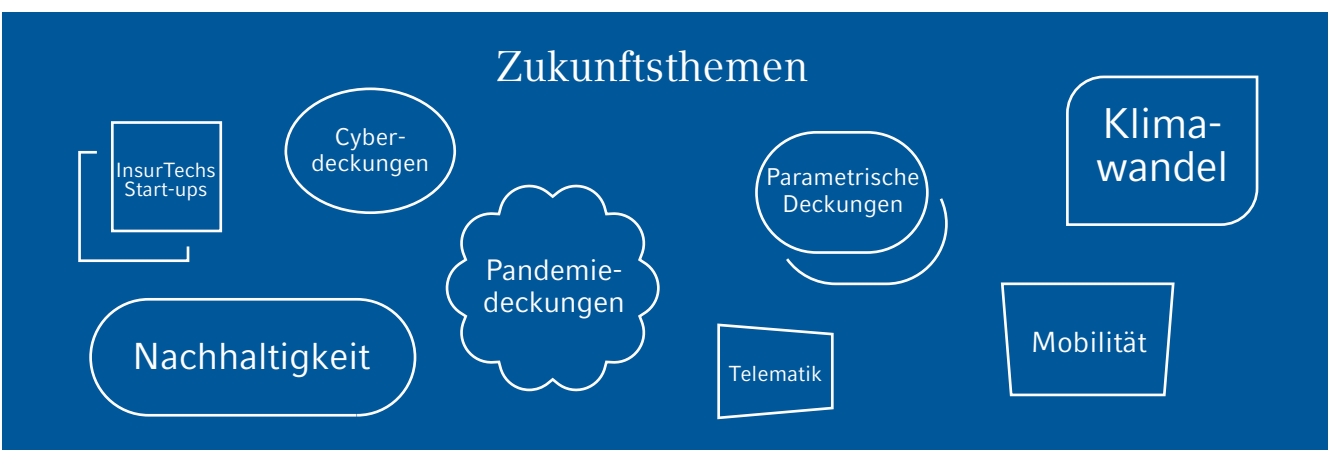 Zukunftsthemen
InsurTechs
Start-ups
Cyber-
deckungen
Pandemie-
deckungen
Parametrische
Deckungen
Klima-
wandel
Nachhaltigkeit
Telematik
Mobilität